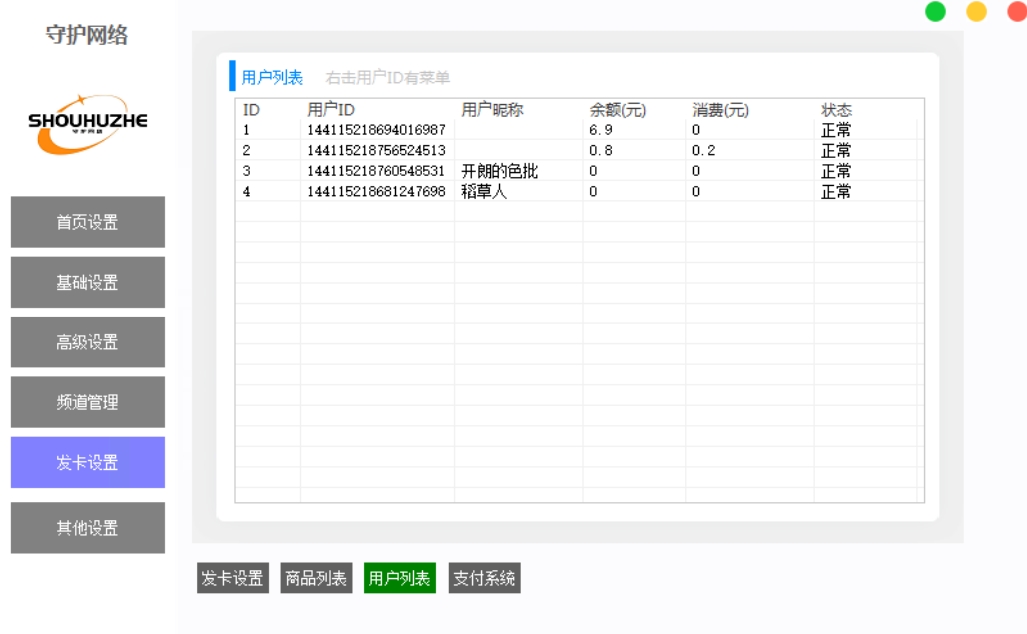 守护网络
SHOUHUZHE
守护网络
首页设置
基础设置
高级设置
频道管理
发卡设置
其他设置
用户列表 右击用户ID有菜单
ID 用户ID 用户昵称 余额(元) 消费(元) 状态
1 144115218694016987 6.9 0 正常
2 144115218756524513 0.8 0.2 正常
3 144115218760548531 开朗的色批 0 0 正常
4 144115218681247698 稻草人 0 0 正常
发卡设置 商品列表 用户列表 支付系统